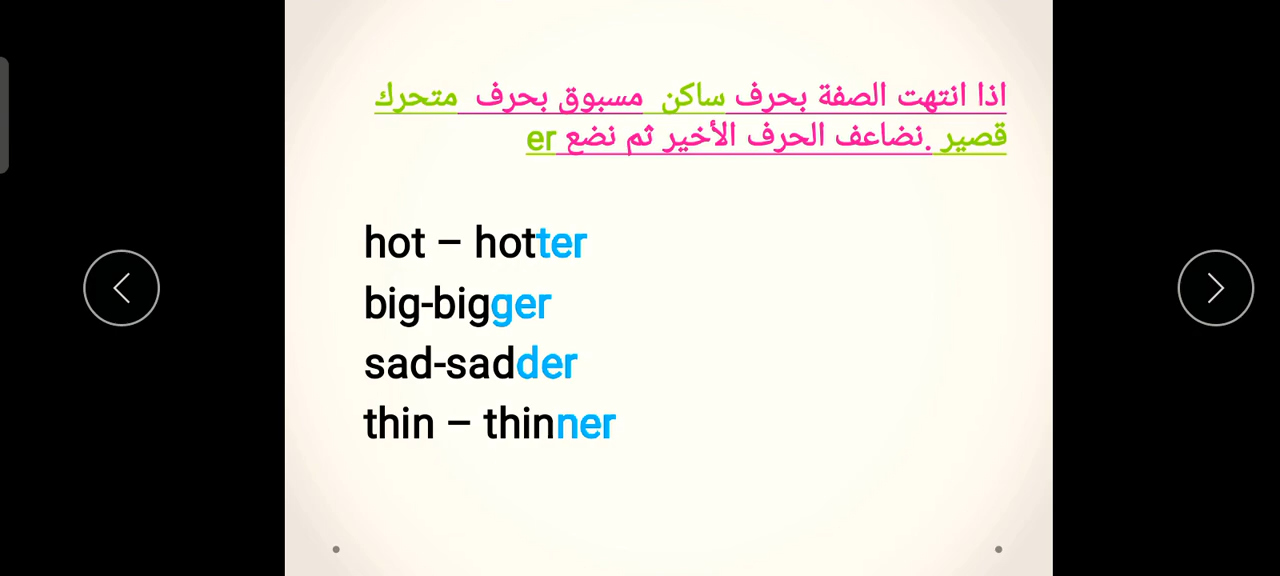 اذا انتهت الصفة بحرف ساكن مسبوق بحرف متحرك
قصير .نضاعف الحرف الأخير ثم نضع er
hot – hotter
big-bigger
sad-sadder
thin – thinner